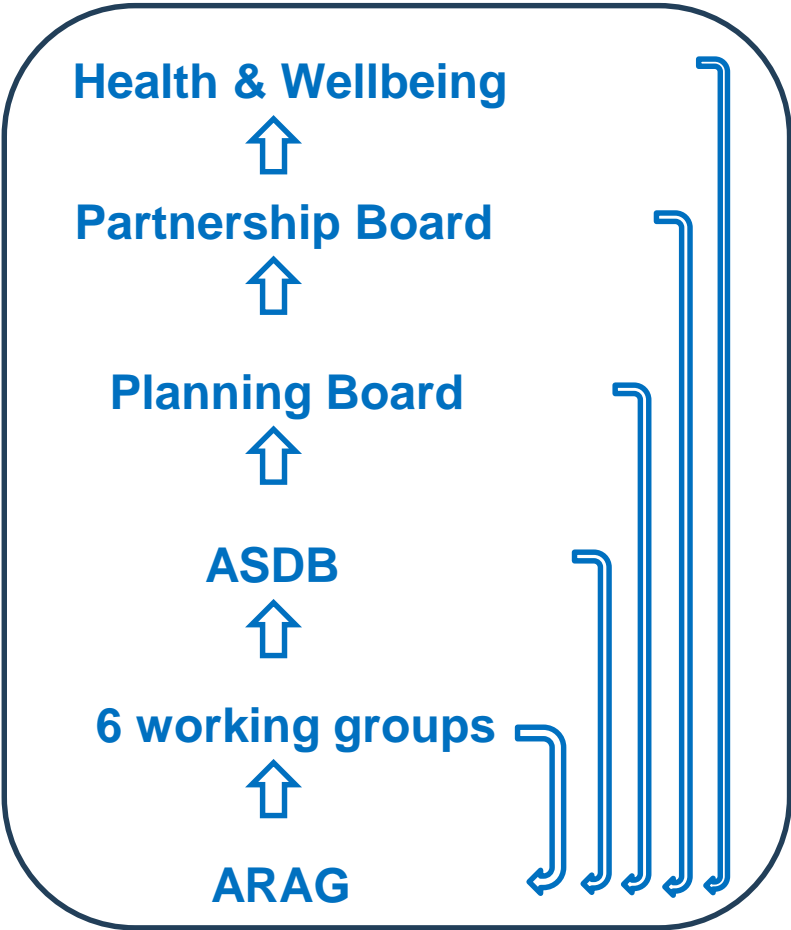 Health & Wellbeing
Partnership Board
Planning Board
ASDB
6 working groups
ARAG